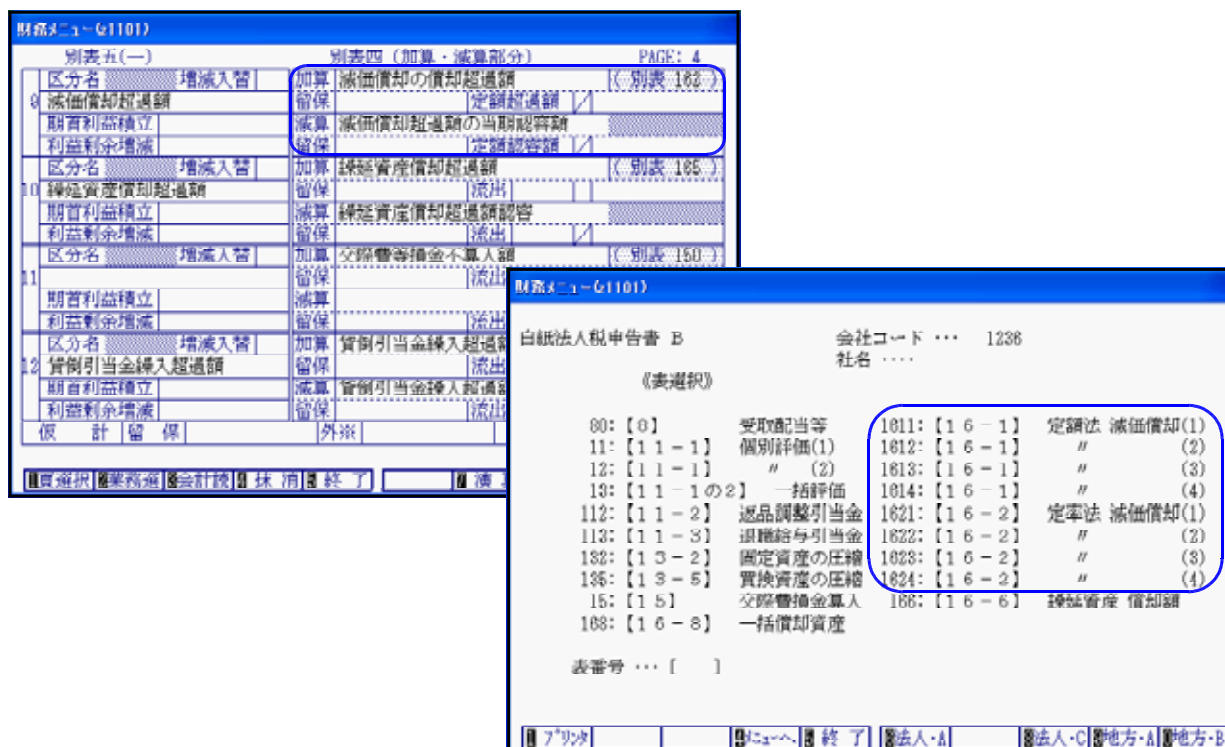 財務メニュー(z1101)
別表五(一) 別表四 (加算・減算部分) PAGE: 4
区分名 増減入替 加算 減価償却の償却超過額 ( 別表 162 )
9 減価償却超過額 留保 定額超過額
期首利益積立 減算 減価償却超過額の当期認容額
利益剰余増減 留保 定額認容額
区分名 増減入替 加算 繰延資産償却超過額 ( 別表 165 )
10 繰延資産償却超過額 留保 流出
期首利益積立 減算 繰延資産償却超過額認容
利益剰余増減 留保 流出
区分名 増減入替 加算 交際費等損金不算入額 ( 別表 150 )
11 留保 流出
期首利益積立 減算
利益剰余増減 留保 流出
区分名 増減入替 加算 貸倒引当金繰入超過額
12 貸倒引当金繰入超過額 留保 流出
期首利益積立 減算 貸倒引当金繰入超過
利益剰余増減 留保 流出
仮 計 留 保 外※
1頁選択 2業務選 3会計読 4抹 消 5終 了 7演
財務メニュー(z1101)
白紙法人税申告書 B 会社コード ・・・ 1236
社名 ・・・・
《表選択》
80:【8】 受取配当等 1611:【16-1】 定額法 減価償却(1)
11:【11-1】 個別評価(1) 1612:【16-1】 〃 (2)
12:【11-1】 〃 (2) 1613:【16-1】 〃 (3)
13:【11-1の2】 一括評価 1614:【16-1】 〃 (4)
112:【11-2】 返品調整引当金 1621:【16-2】 定率法 減価償却(1)
113:【11-3】 退職給与引当金 1622:【16-2】 〃 (2)
132:【13-2】 固定資産の圧縮 1623:【16-2】 〃 (3)
135:【13-5】 買換資産の圧縮 1624:【16-2】 〃 (4)
15:【15】 交際費損金算入 166:【16-6】 繰延資産 償却額
168:【16-8】 一括償却資産
表番号 ・・・ [ ]
1プリンタ 4メニューへ 5終 了 6法人・A 8法人・C 9地方・A 地方・B